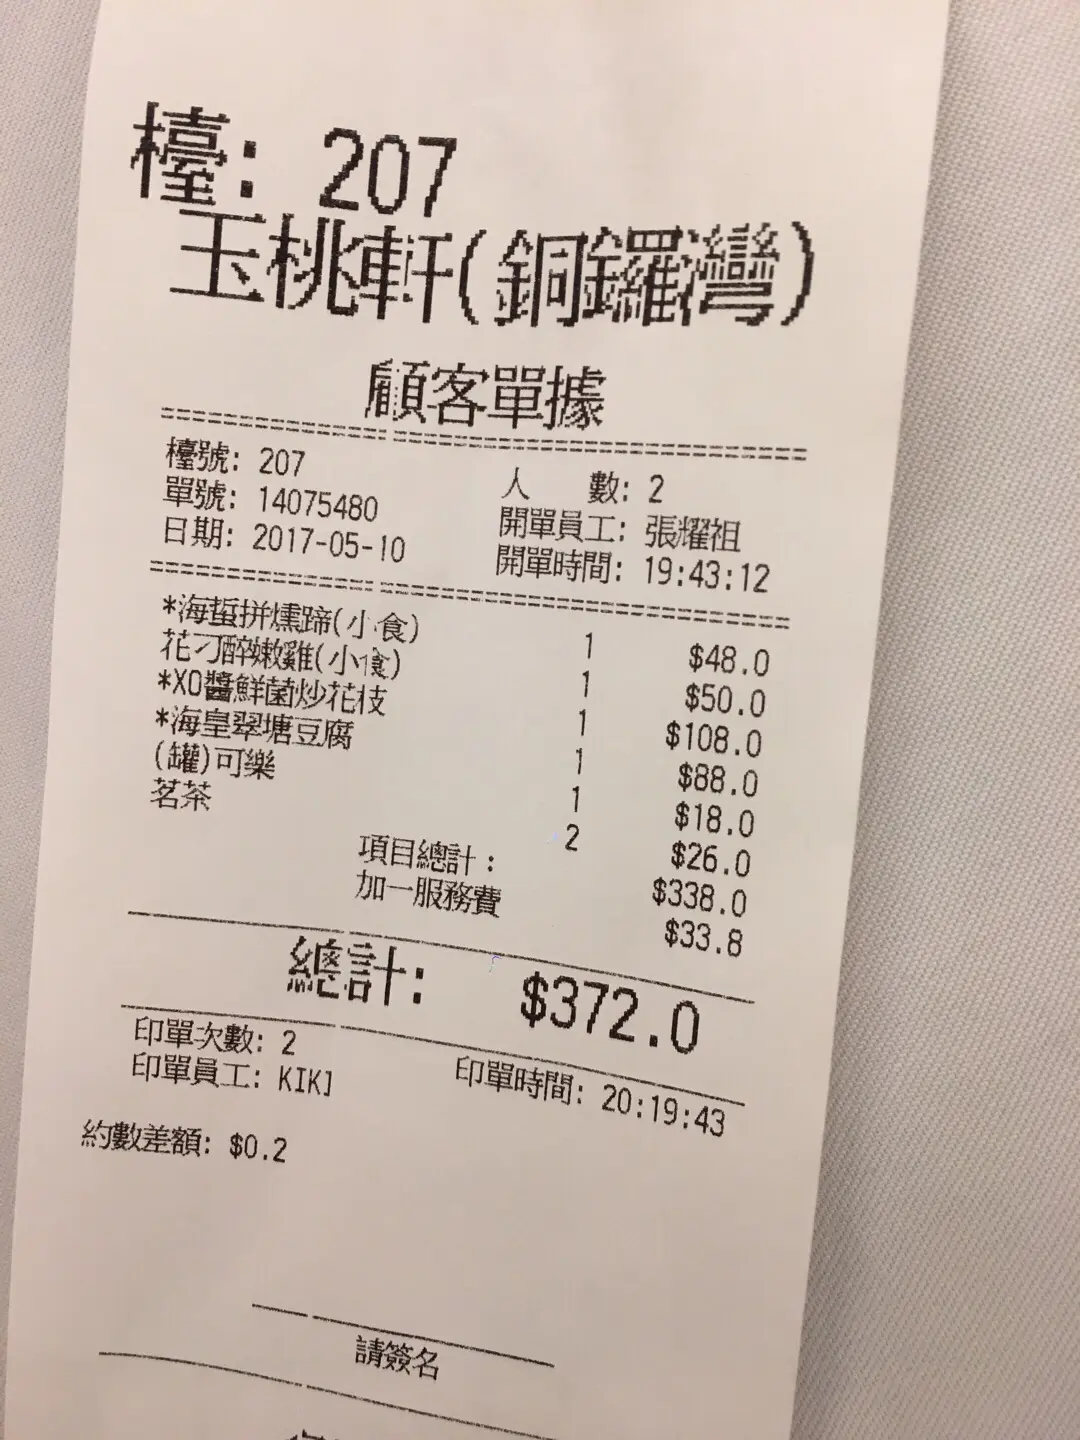 檯: 207
玉桃軒(銅鑼灣)
顧客單據
檯號: 207 人 數: 2
單號: 14075480 開單員工: 張耀祖
日期: 2017-05-10 開單時間: 19:43:12
*海蜇拼燻蹄(小食) 1 $48.0
花刁醉嫩雞(小食) 1 $50.0
*XO醬鮮菌炒花枝 1 $108.0
*海皇翠塘豆腐 1 $88.0
(罐)可樂 1 $18.0
茗茶 2 $26.0
項目總計: $338.0
加一服務費 $33.8
總計: $372.0
印單次數: 2 印單時間: 20:19:43
印單員工: KIKI
約數差額: $0.2
請簽名